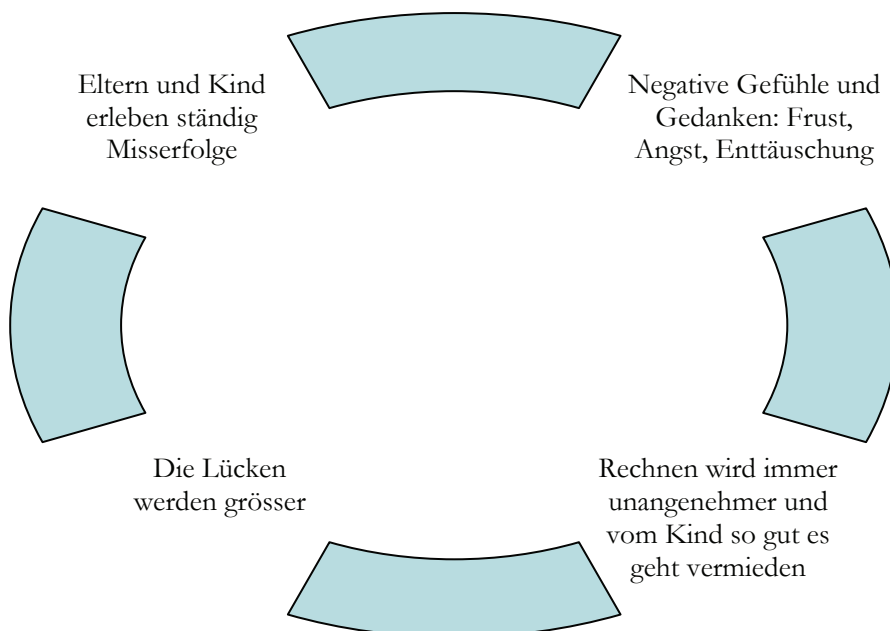 Eltern und Kind
erleben ständig
Misserfolge
Negative Gefühle und
Gedanken: Frust,
Angst, Enttäuschung
Die Lücken
werden grösser
Rechnen wird immer
unangenehmer und
vom Kind so gut es
geht vermieden